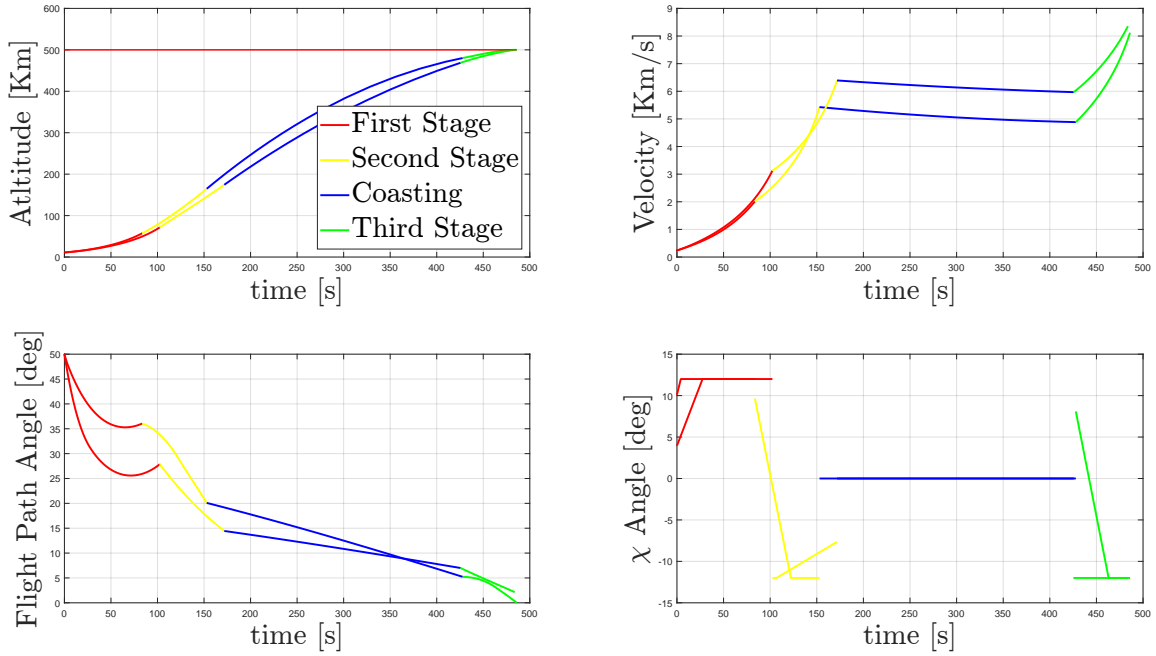 600
500
400
300
200
100
0
0 50 100 150 200 250 300 350 400 450 500
Atltitude [Km]
time [s]
First Stage
Second Stage
Coasting
Third Stage
9
8
7
6
5
4
3
2
1
0
0 50 100 150 200 250 300 350 400 450 500
Velocity [Km/s]
time [s]
50
45
40
35
30
25
20
15
10
5
0
0 50 100 150 200 250 300 350 400 450 500
Flight Path Angle [deg]
time [s]
15
10
5
0
-5
-10
-15
0 50 100 150 200 250 300 350 400 450 500
χ Angle [deg]
time [s]